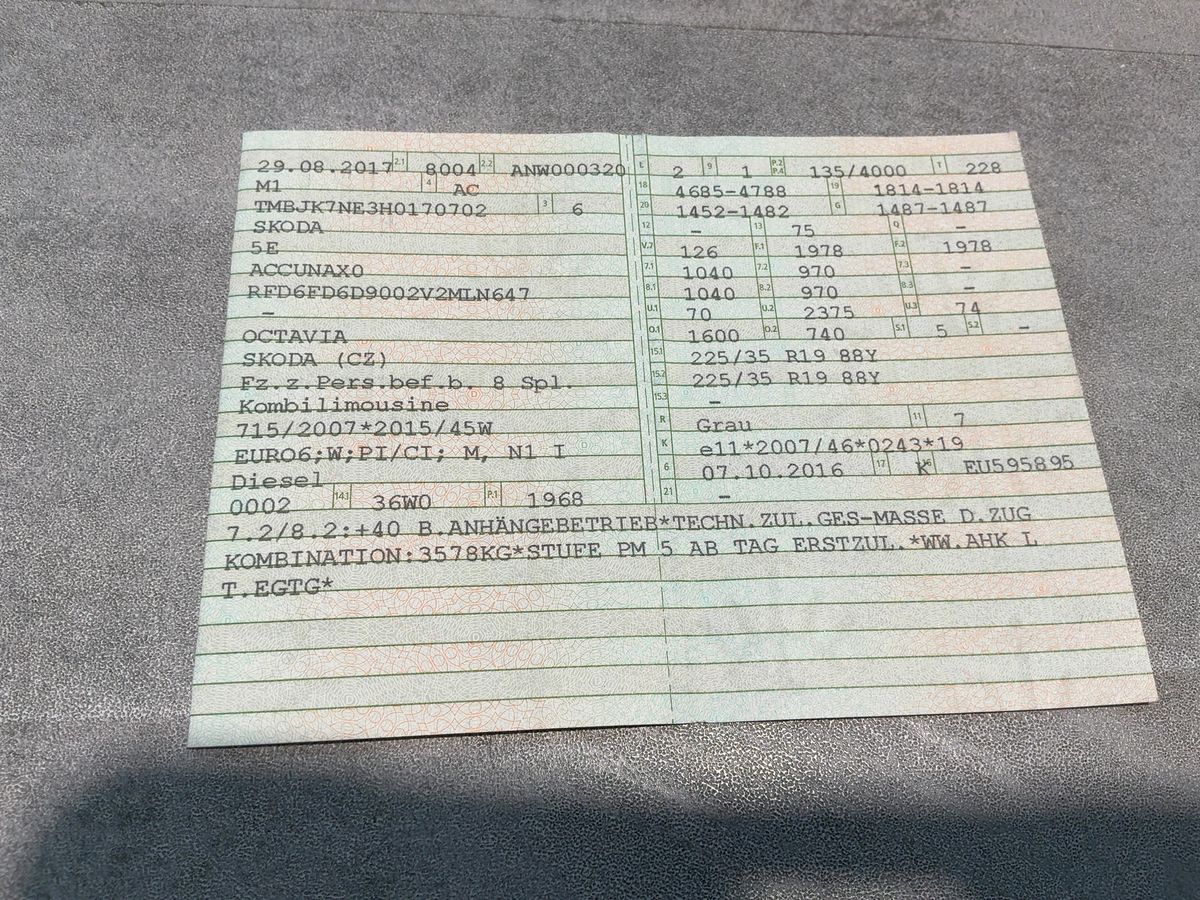 29.08.2017 2.1 8004 2.2 ANW000320
M1 4 AC
TMBJK7NE3H0170702 3 6
SKODA
5E
ACCUNAX0
RFD6FD6D9002V2MLN647
–
OCTAVIA
SKODA (CZ)
Fz.z.Pers.bef.b. 8 Spl.
Kombilimousine
715/2007*2015/45W
EURO6;W;PI/CI; M, N1 I
Diesel
0002 14.1 36W0 P.1 1968
E 2 9 1 P.2 P.4 135/4000 T 228
18 4685-4788 19 1814-1814
20 1452-1482 G 1487-1487
12 – 13 75 Q –
V.7 126 F.1 1978 F.2 1978
7.1 1040 7.2 970 7.3 –
8.1 1040 8.2 970 8.3 –
U.1 70 U.2 2375 U.3 74
O.1 1600 O.2 740 S.1 5 S.2 –
15.1 225/35 R19 88Y
15.2 225/35 R19 88Y
15.3 –
R Grau 11 7
K e11*2007/46*0243*19
6 07.10.2016 17 K 16 EU595895
21 –
7.2/8.2:+40 B.ANHÄNGEBETRIEB*TECHN.ZUL.GES-MASSE D.ZUG
KOMBINATION:3578KG*STUFE PM 5 AB TAG ERSTZUL.*WW.AHK L
T.EGTG*